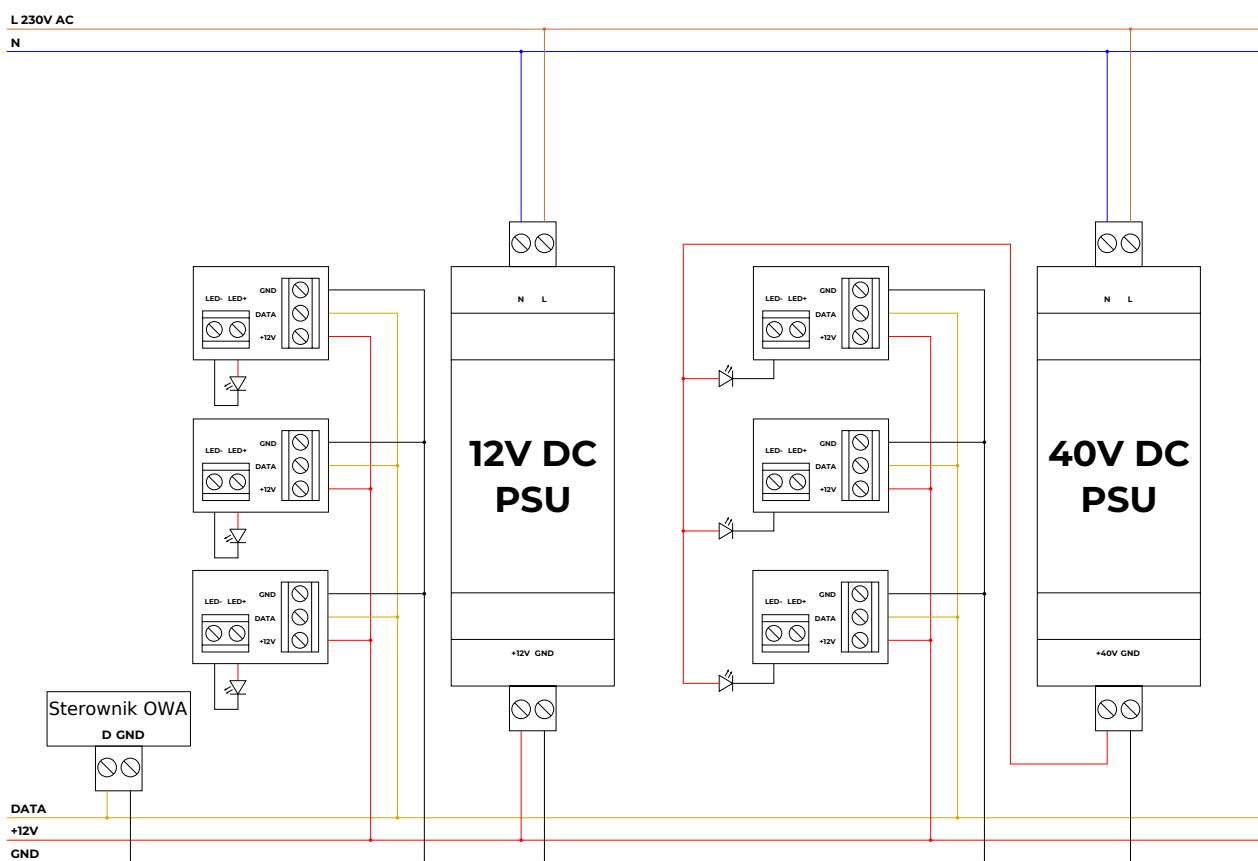 L 230V AC
N
N L
N L
GND
LED- LED+
DATA
+12V
GND
LED- LED+
DATA
+12V
12V DC
PSU
40V DC
PSU
GND
LED- LED+
DATA
+12V
GND
LED- LED+
DATA
+12V
GND
LED- LED+
DATA
+12V
GND
LED- LED+
DATA
+12V
+12V GND
+40V GND
Sterownik OWA
D GND
DATA
+12V
GND